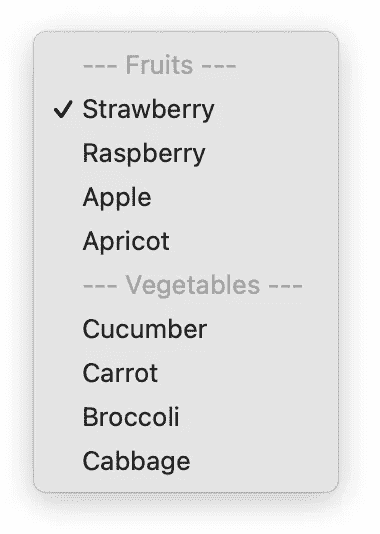 --- Fruits ---
✓ Strawberry
Raspberry
Apple
Apricot
--- Vegetables ---
Cucumber
Carrot
Broccoli
Cabbage